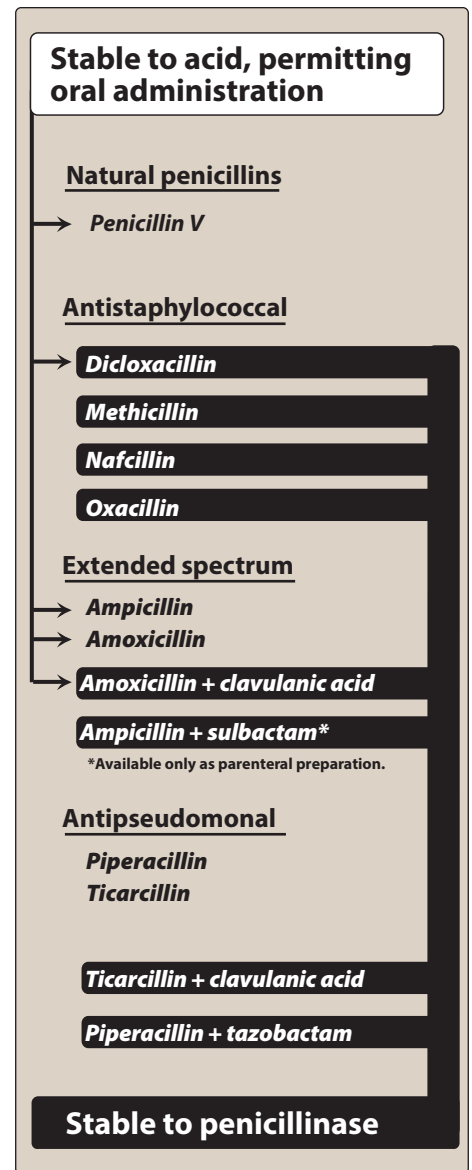 Stable to acid, permitting
oral administration
Natural penicillins
Penicillin V
Antistaphylococcal
Dicloxacillin
Methicillin
Nafcillin
Oxacillin
Extended spectrum
Ampicillin
Amoxicillin
Amoxicillin + clavulanic acid
Ampicillin + sulbactam*
*Available only as parenteral preparation.
Antipseudomonal
Piperacillin
Ticarcillin
Ticarcillin + clavulanic acid
Piperacillin + tazobactam
Stable to penicillinase